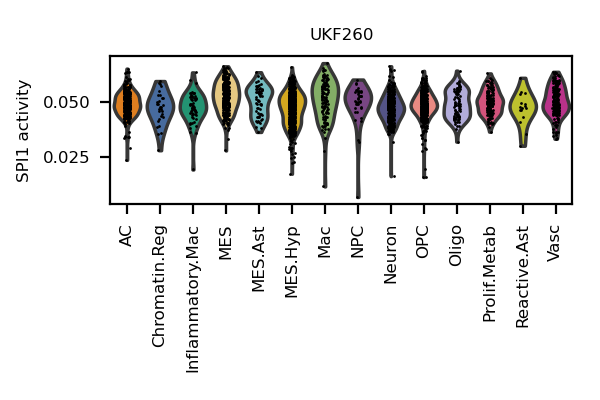 UKF260
SPI1 activity
0.050
0.025
AC
Chromatin.Reg
Inflammatory.Mac
MES
MES.Ast
MES.Hyp
Mac
NPC
Neuron
OPC
Oligo
Prolif.Metab
Reactive.Ast
Vasc